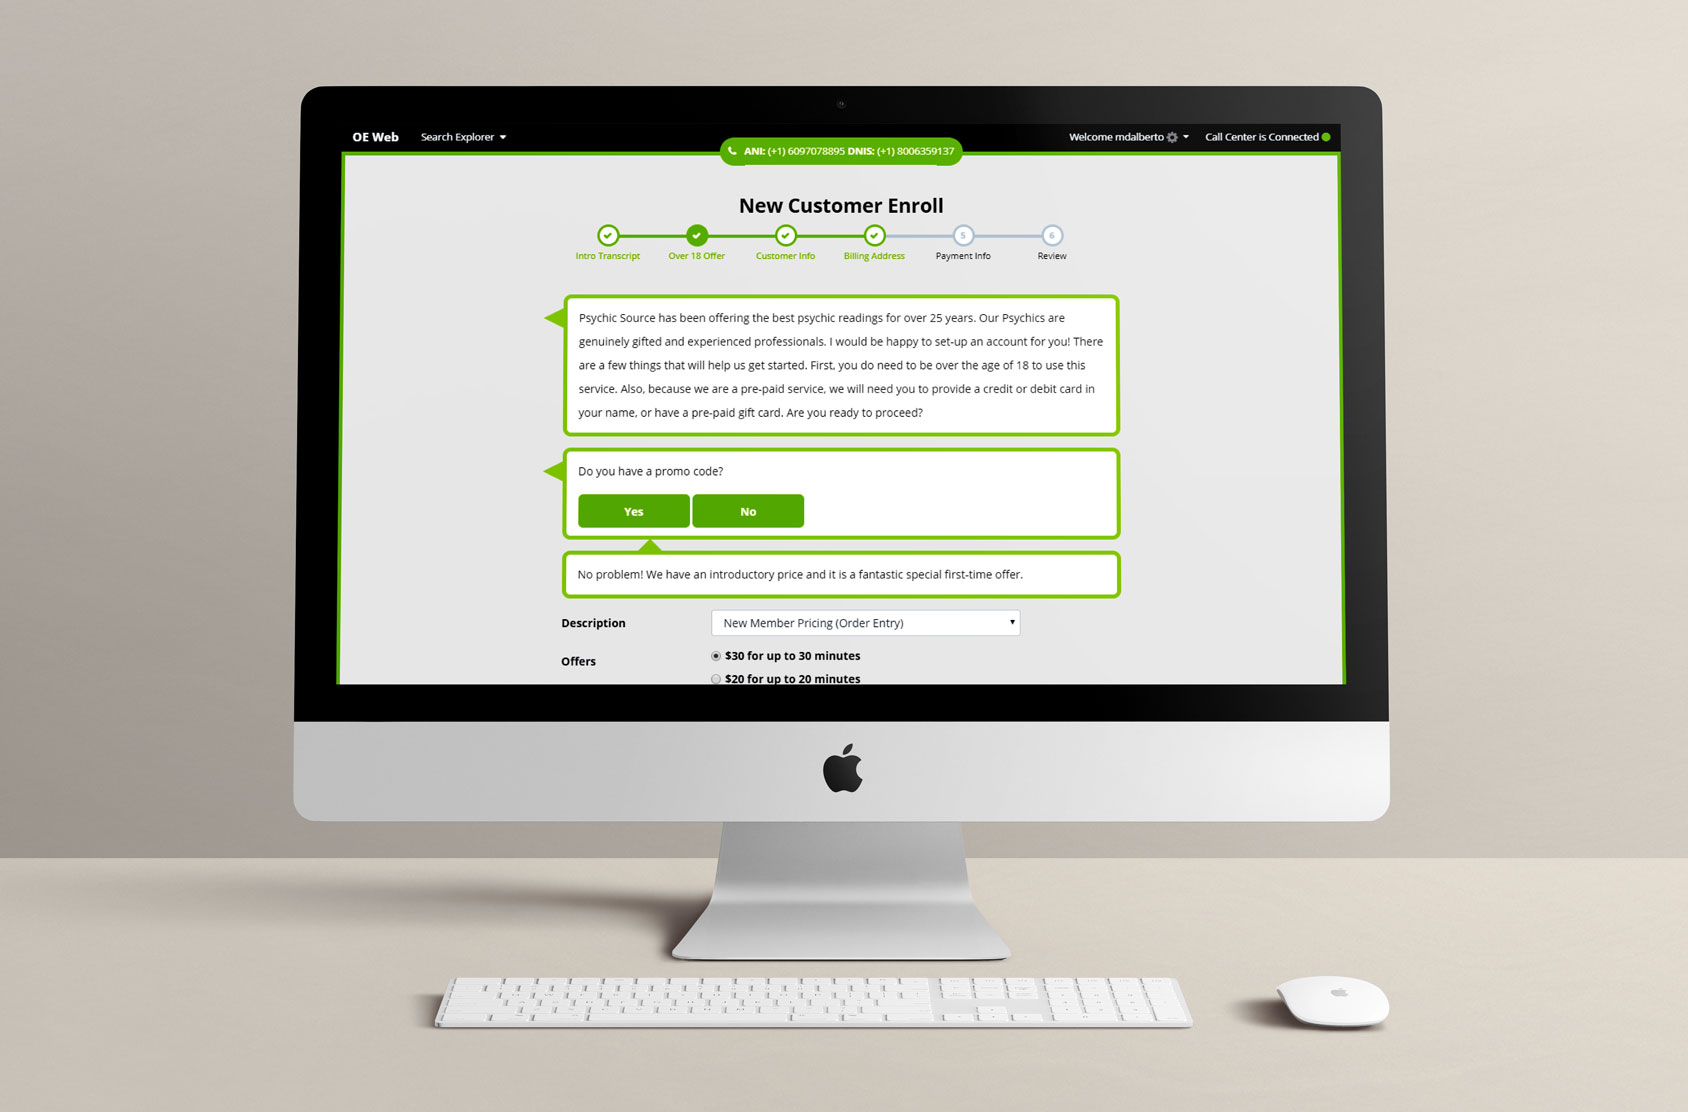 OE Web Search Explorer Welcome mdalberto Call Center is Connected
ANI: (+1) 6097078895 DNIS: (+1) 8006359137
New Customer Enroll
5 6
Intro Transcript Over 18 Offer Customer Info Billing Address Payment Info Review
Psychic Source has been offering the best psychic readings for over 25 years. Our Psychics are
genuinely gifted and experienced professionals. I would be happy to set-up an account for you! There
are a few things that will help us get started. First, you do need to be over the age of 18 to use this
service. Also, because we are a pre-paid service, we will need you to provide a credit or debit card in
your name, or have a pre-paid gift card. Are you ready to proceed?
Do you have a promo code?
Yes No
No problem! We have an introductory price and it is a fantastic special first-time offer.
Description New Member Pricing (Order Entry)
Offers $30 for up to 30 minutes
$20 for up to 20 minutes